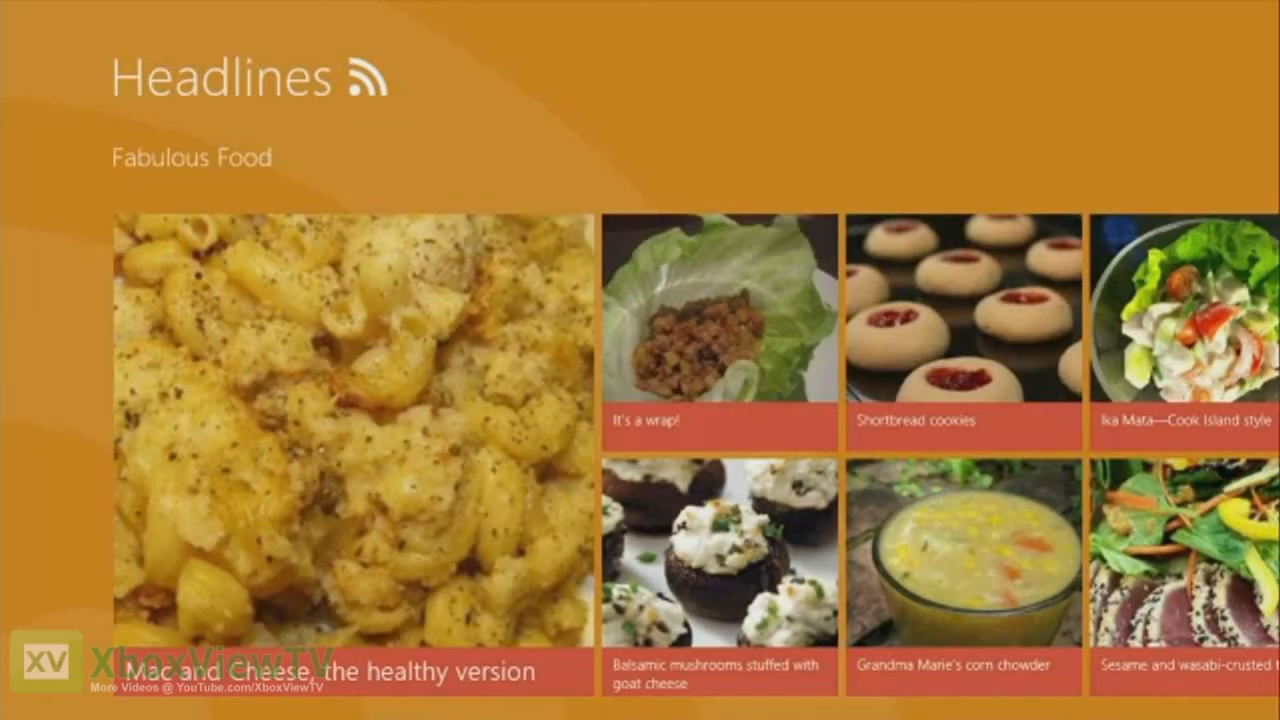 Headlines
Fabulous Food
It's a wrap!
Shortbread cookies
Ika Mata—Cook Island style
Mac and Cheese, the healthy version
Balsamic mushrooms stuffed with
goat cheese
Grandma Marie's corn chowder
Sesame and wasabi-crusted t
XV XboxViewTV
More Videos @ YouTube.com/XboxViewTV